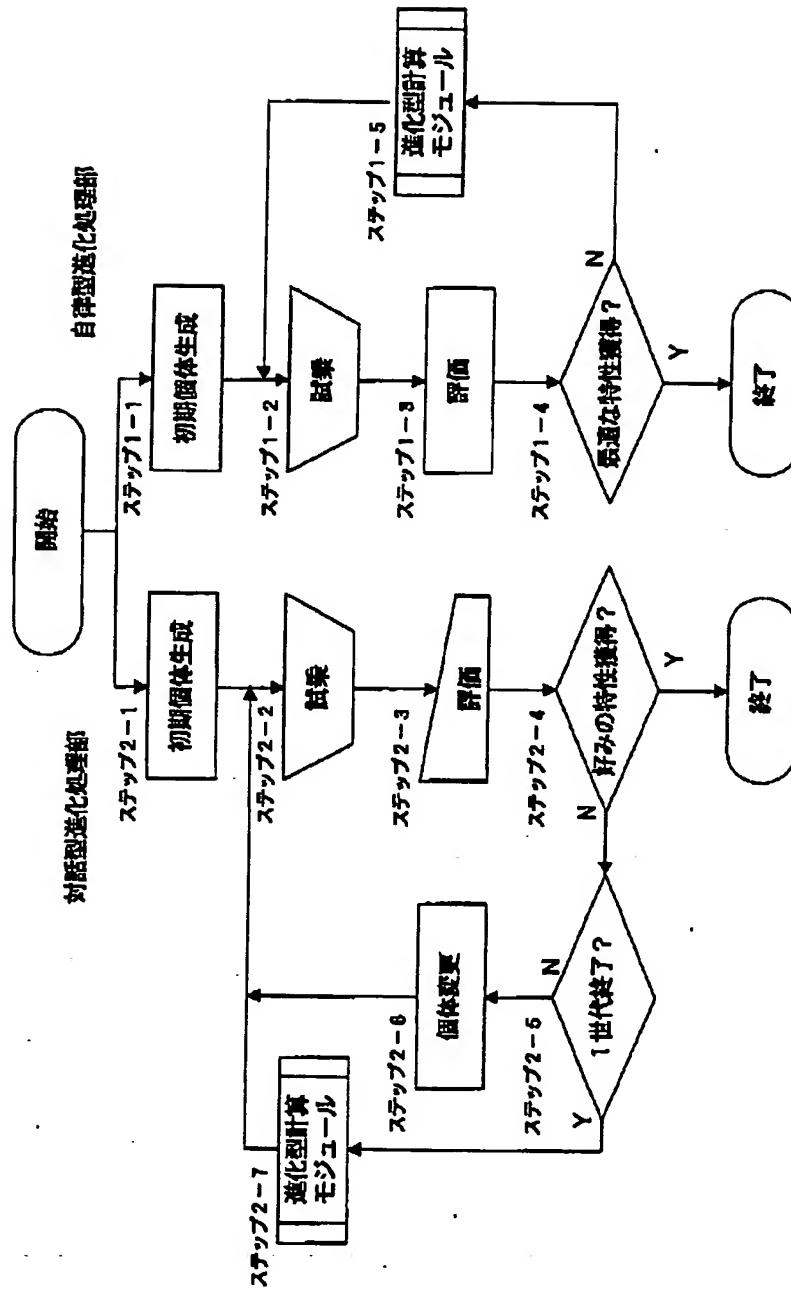 開始
対話型進化処理部
自律型進化処理部
ステップ2−1
初期個体生成
ステップ2−2
試乗
ステップ2−3
評価
ステップ2−4
好みの特性獲得?
Y
N
終了
ステップ2−5
1世代終了?
N
Y
ステップ2−6
個体変更
ステップ2−7
進化型計算
モジュール
ステップ1−1
初期個体生成
ステップ1−2
試乗
ステップ1−3
評価
ステップ1−4
最適な特性獲得?
Y
N
終了
ステップ1−5
進化型計算
モジュール